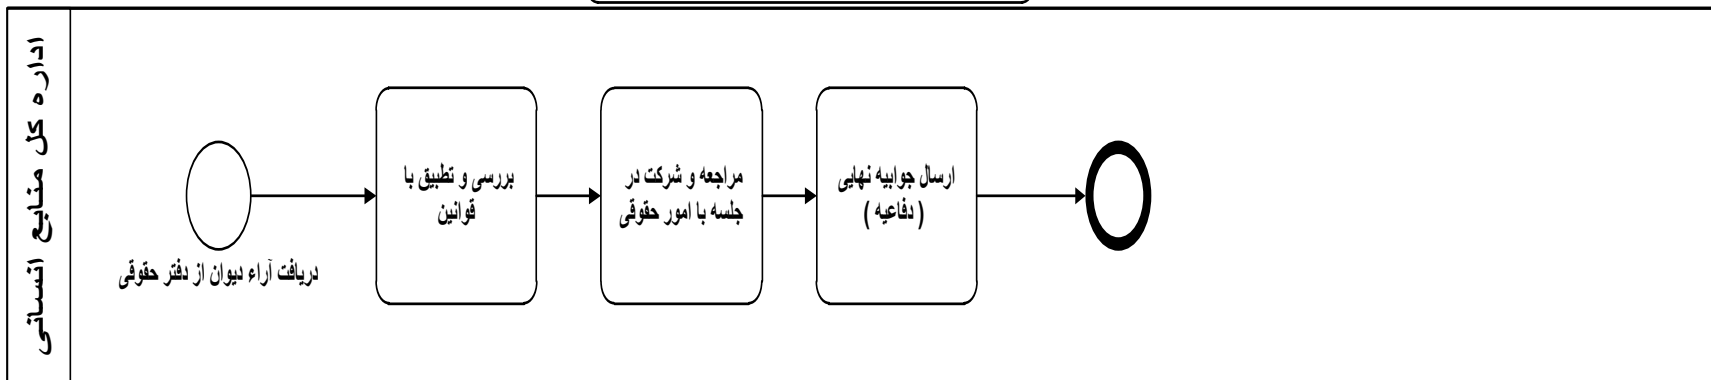 اداره کل منابع انسانی
دریافت آراء دیوان از دفتر حقوقی
بررسی و تطبیق با
قوانین
مراجعه و شرکت در
جلسه با امور حقوقی
ارسال جوابیه نهایی
( دفاعیه )